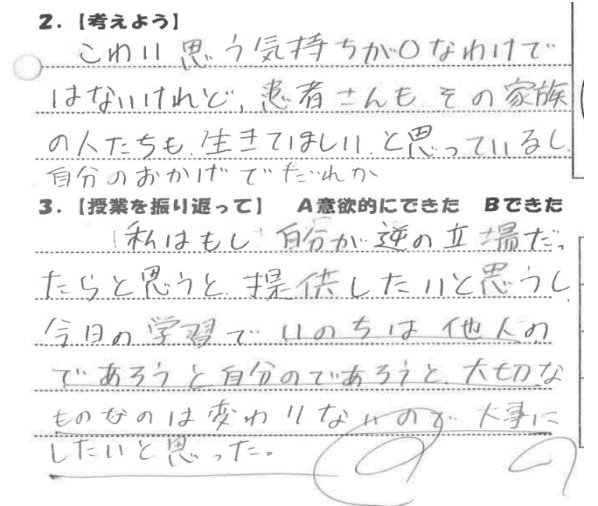 2.【考えよう】
こわいと思う気持ちが0なわけで
はないけれど、患者さんも、その家族
の人たちも、生きてほしい、と思っているし、
自分のおかげでだれか
3.【授業を振り返って】 A意欲的にできた Bできた
私はもし自分が逆の立場だっ
たらと思うと、提供したいと思うし
今日の学習でいのちは他人の
であろうと自分のであろうと、大切な
ものなのは変わりないので大事に
したいと思った。